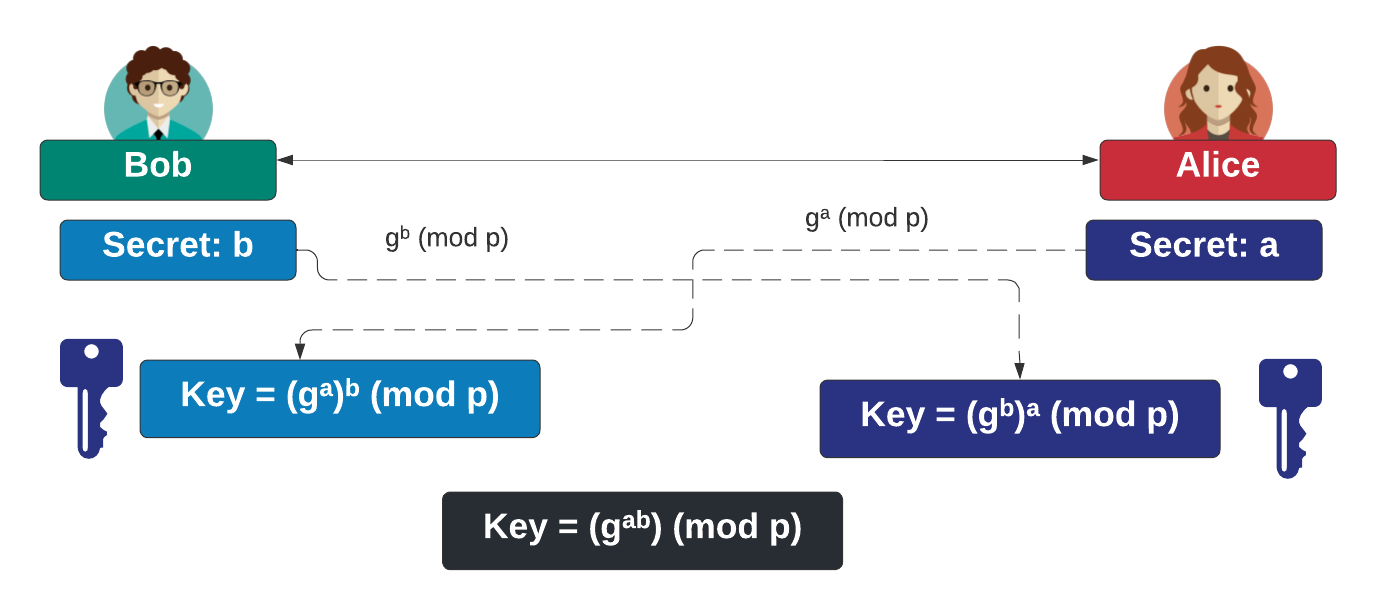 Bob
Alice
Secret: b
gᵇ (mod p)
gᵃ (mod p)
Secret: a
Key = (gᵃ)ᵇ (mod p)
Key = (gᵇ)ᵃ (mod p)
Key = (gᵃᵇ) (mod p)